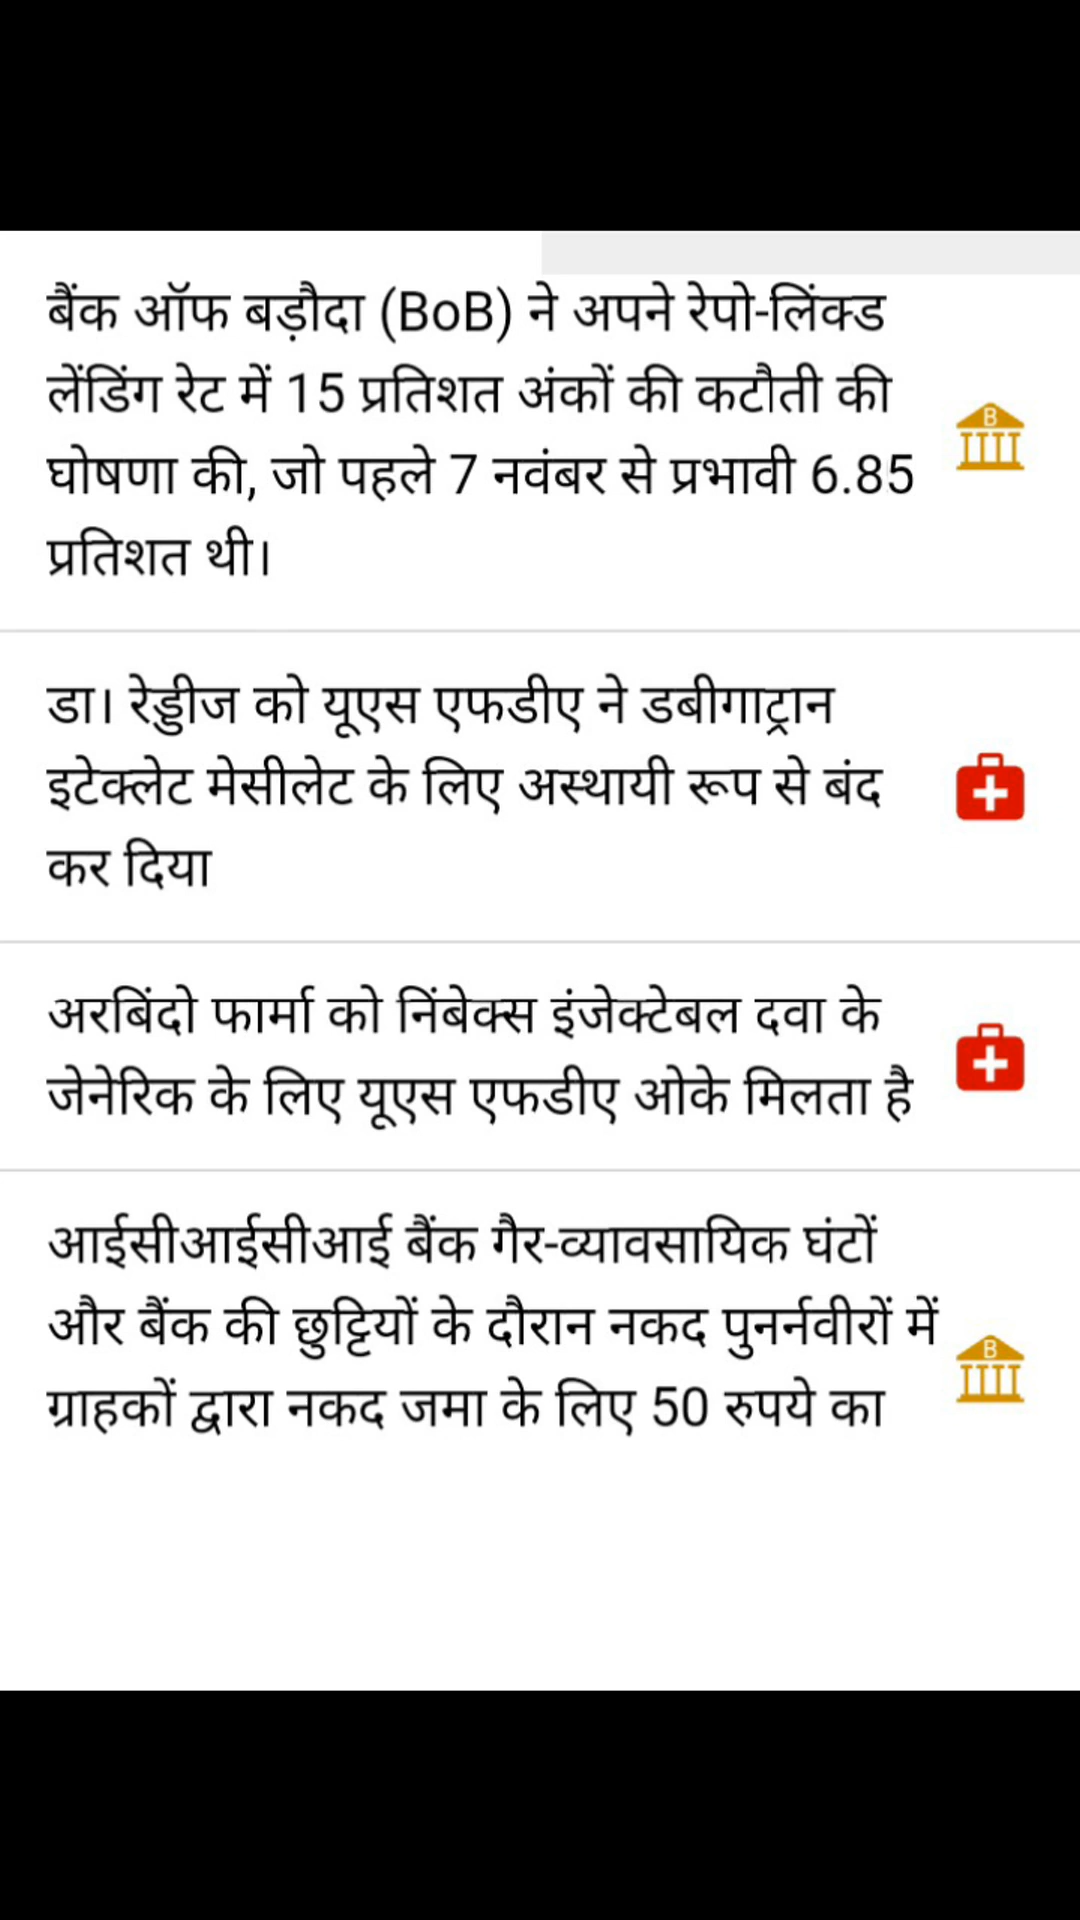 बैंक ऑफ बड़ौदा (BoB) ने अपने रेपो-लिंक्ड
लेंडिंग रेट में 15 प्रतिशत अंकों की कटौती की
घोषणा की, जो पहले 7 नवंबर से प्रभावी 6.85
प्रतिशत थी।
डा। रेड्डीज को यूएस एफडीए ने डबीगाट्रान
इटेक्लेट मेसीलेट के लिए अस्थायी रूप से बंद
कर दिया
अरबिंदो फार्मा को निंबेक्स इंजेक्टेबल दवा के
जेनेरिक के लिए यूएस एफडीए ओके मिलता है
आईसीआईसीआई बैंक गैर-व्यावसायिक घंटों
और बैंक की छुट्टियों के दौरान नकद पुनर्नवीरों में
ग्राहकों द्वारा नकद जमा के लिए 50 रुपये का
B
B